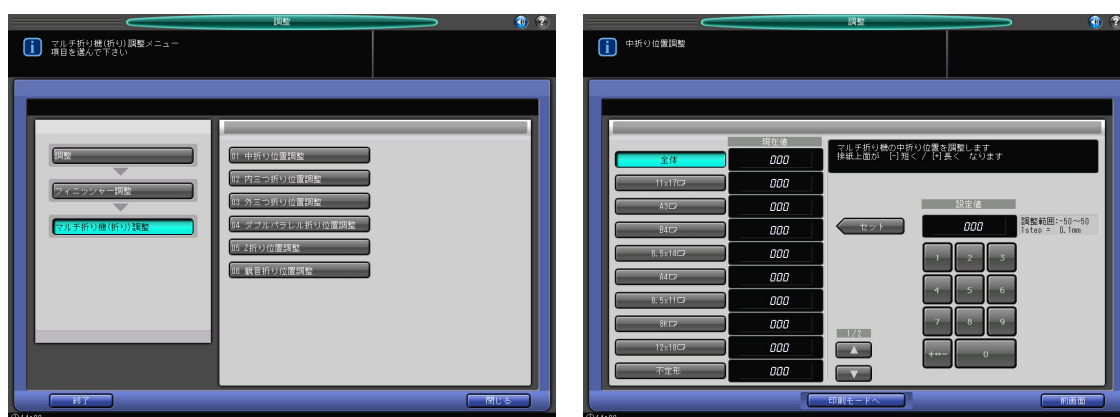 調整
マルチ折り機(折り)調整メニュー
項目を選んで下さい
調整
フィニッシャー調整
マルチ折り機(折り)調整
01 中折り位置調整
02 内三つ折り位置調整
03 外三つ折り位置調整
04 ダブルパラレル折り位置調整
05 Z折り位置調整
06 観音折り位置調整
終了
閉じる
調整
中折り位置調整
現在値
全体 000
11x17 000
A3 000
B4 000
8.5x14 000
A4 000
8.5x11 000
8K 000
12x18 000
不定形 000
マルチ折り機の中折り位置を調整します
排紙上面が [-]短く / [+]長く なります
設定値
セット
000
調整範囲:-50～50
1step = 0.1mm
1 2 3
4 5 6
7 8 9
+↔- 0
1/2
印刷モードへ
前画面